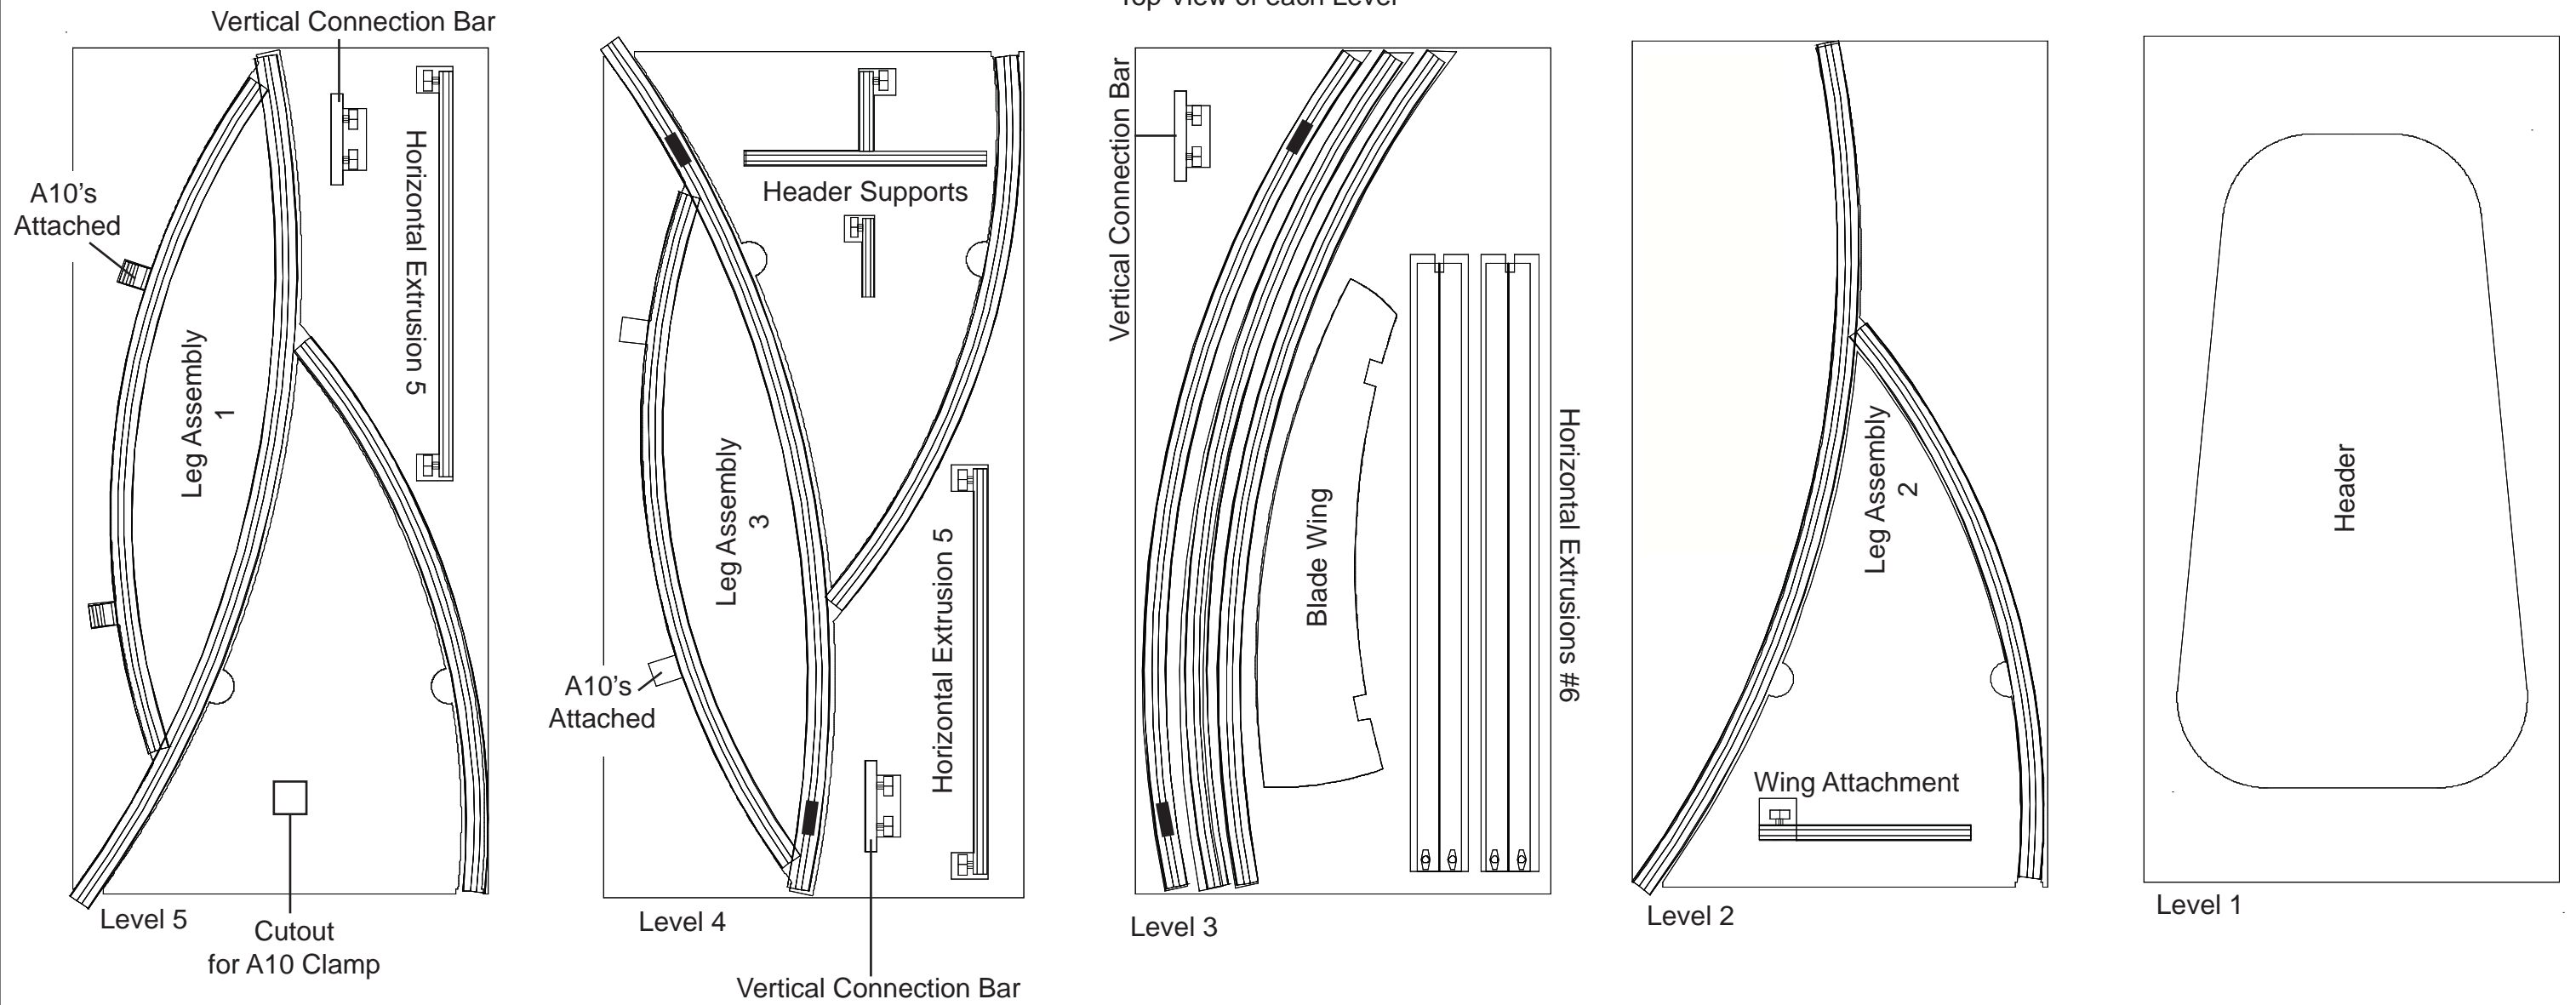 Top View of each Level
Vertical Connection Bar
A10's
Attached
Leg Assembly
1
Horizontal Extrusion 5
Level 5
Cutout
for A10 Clamp
Header Supports
Leg Assembly
3
A10's
Attached
Horizontal Extrusion 5
Level 4
Vertical Connection Bar
Vertical Connection Bar
Blade Wing
Horizontal Extrusions #6
Level 3
Leg Assembly
2
Wing Attachment
Level 2
Header
Level 1